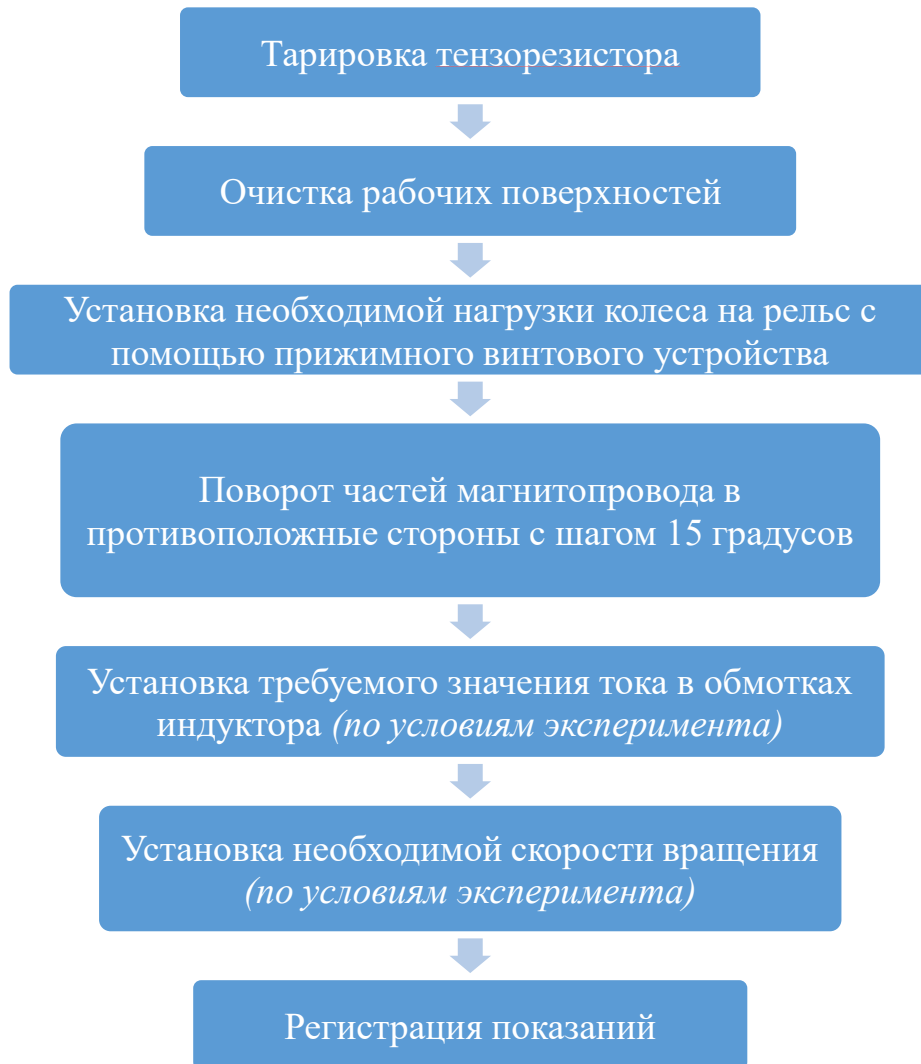 Тарировка тензорезистора
Очистка рабочих поверхностей
Установка необходимой нагрузки колеса на рельс с
помощью прижимного винтового устройства
Поворот частей магнитопровода в
противоположные стороны с шагом 15 градусов
Установка требуемого значения тока в обмотках
индуктора (по условиям эксперимента)
Установка необходимой скорости вращения
(по условиям эксперимента)
Регистрация показаний